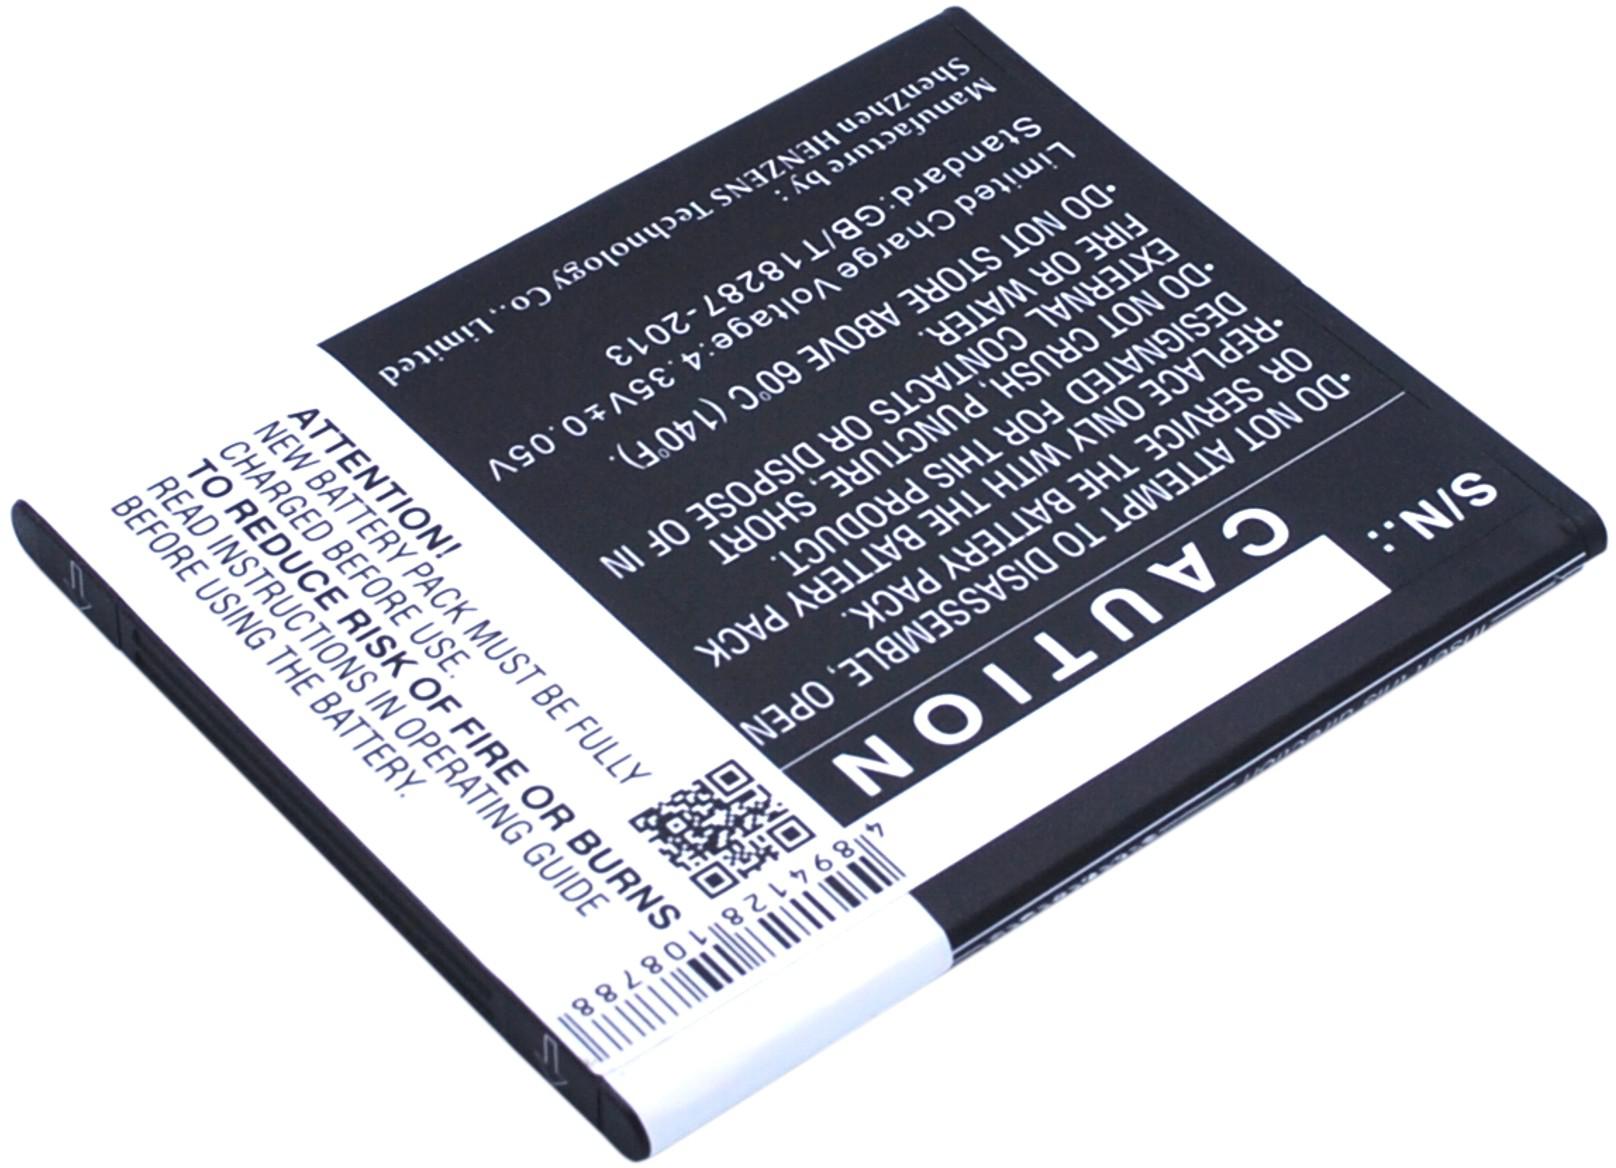 S/N.:
CAUTION
•DO NOT ATTEMPT TO DISASSEMBLE, OPEN
OR SERVICE THE BATTERY PACK.
•REPLACE ONLY WITH THE BATTERY PACK
DESIGNATED FOR THIS PRODUCT.
•DO NOT CRUSH, PUNCTURE, SHORT
EXTERNAL CONTACTS OR DISPOSE OF IN
FIRE OR WATER.
•DO NOT STORE ABOVE 60°C (140°F).
Limited Charge Voltage:4.35V±0.05V
Standard:GB/T18287-2013
Manufacture by:
ShenZhen HENZENS Technology Co., Limited
ATTENTION!
NEW BATTERY PACK MUST BE FULLY
CHARGED BEFORE USE.
TO REDUCE RISK OF FIRE OR BURNS
READ INSTRUCTIONS IN OPERATING GUIDE
BEFORE USING THE BATTERY.
4894128108788
Insert this direction